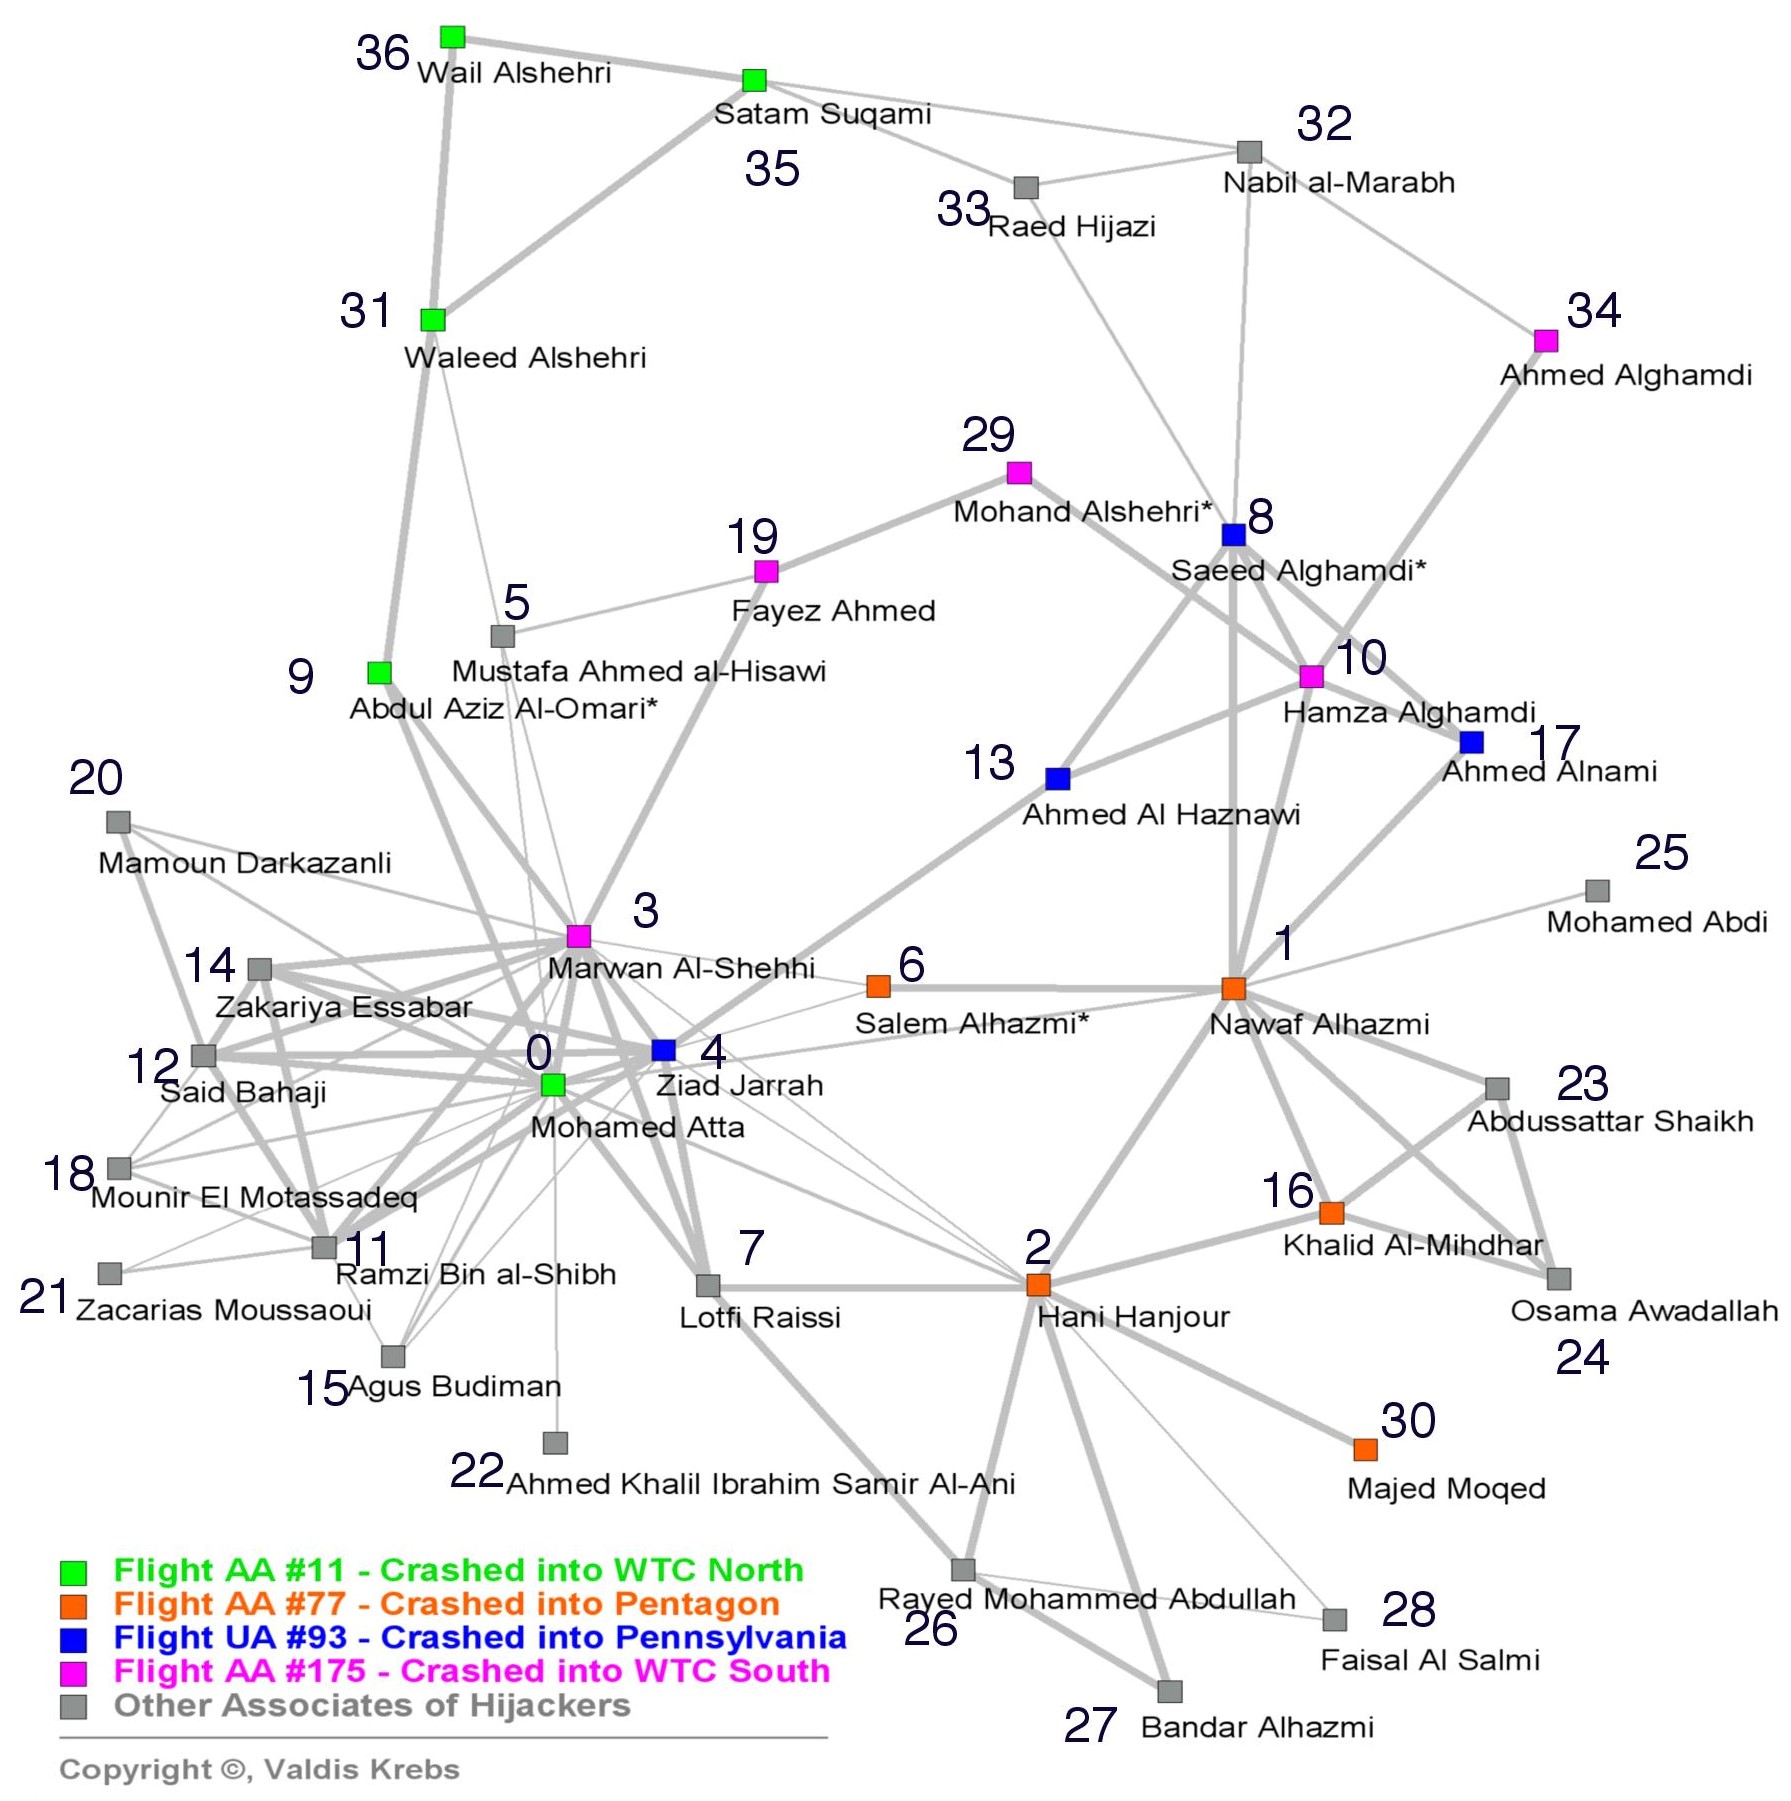 36
Wail Alshehri
Satam Suqami
35
32
Nabil al-Marabh
33
Raed Hijazi
31
Waleed Alshehri
34
Ahmed Alghamdi
29
Mohand Alshehri*
8
Saeed Alghamdi*
19
Fayez Ahmed
5
Mustafa Ahmed al-Hisawi
9
Abdul Aziz Al-Omari*
10
Hamza Alghamdi
17
Ahmed Alnami
13
Ahmed Al Haznawi
20
Mamoun Darkazanli
25
Mohamed Abdi
3
Marwan Al-Shehhi
14
Zakariya Essabar
6
Salem Alhazmi*
1
Nawaf Alhazmi
12
Said Bahaji
0
Mohamed Atta
4
Ziad Jarrah
23
Abdussattar Shaikh
18
Mounir El Motassadeq
16
Khalid Al-Mihdhar
11
Ramzi Bin al-Shibh
7
Lotfi Raissi
2
Hani Hanjour
21
Zacarias Moussaoui
Osama Awadallah
24
15
Agus Budiman
22
Ahmed Khalil Ibrahim Samir Al-Ani
30
Majed Moqed
Rayed Mohammed Abdullah
26
28
Faisal Al Salmi
27
Bandar Alhazmi
Flight AA #11 - Crashed into WTC North
Flight AA #77 - Crashed into Pentagon
Flight UA #93 - Crashed into Pennsylvania
Flight AA #175 - Crashed into WTC South
Other Associates of Hijackers
Copyright ©, Valdis Krebs